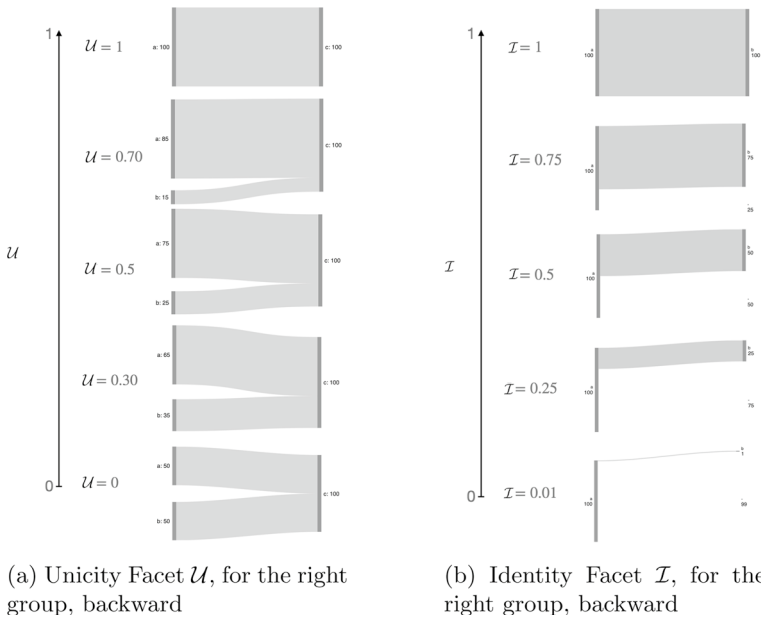 1
𝒰 = 1
a: 100
c: 100
𝒰 = 0.70
a: 85
b: 15
c: 100
𝒰
𝒰 = 0.5
a: 75
b: 25
c: 100
𝒰 = 0.30
a: 65
b: 35
c: 100
0
𝒰 = 0
a: 50
b: 50
c: 100
(a) Unicity Facet 𝒰, for the right
group, backward
1
ℐ = 1
a
100
b
100
ℐ = 0.75
a
100
b
75
-
25
ℐ
ℐ = 0.5
a
100
b
50
-
50
ℐ = 0.25
a
100
b
25
-
75
0
ℐ = 0.01
a
100
b
1
-
99
(b) Identity Facet ℐ, for the
right group, backward